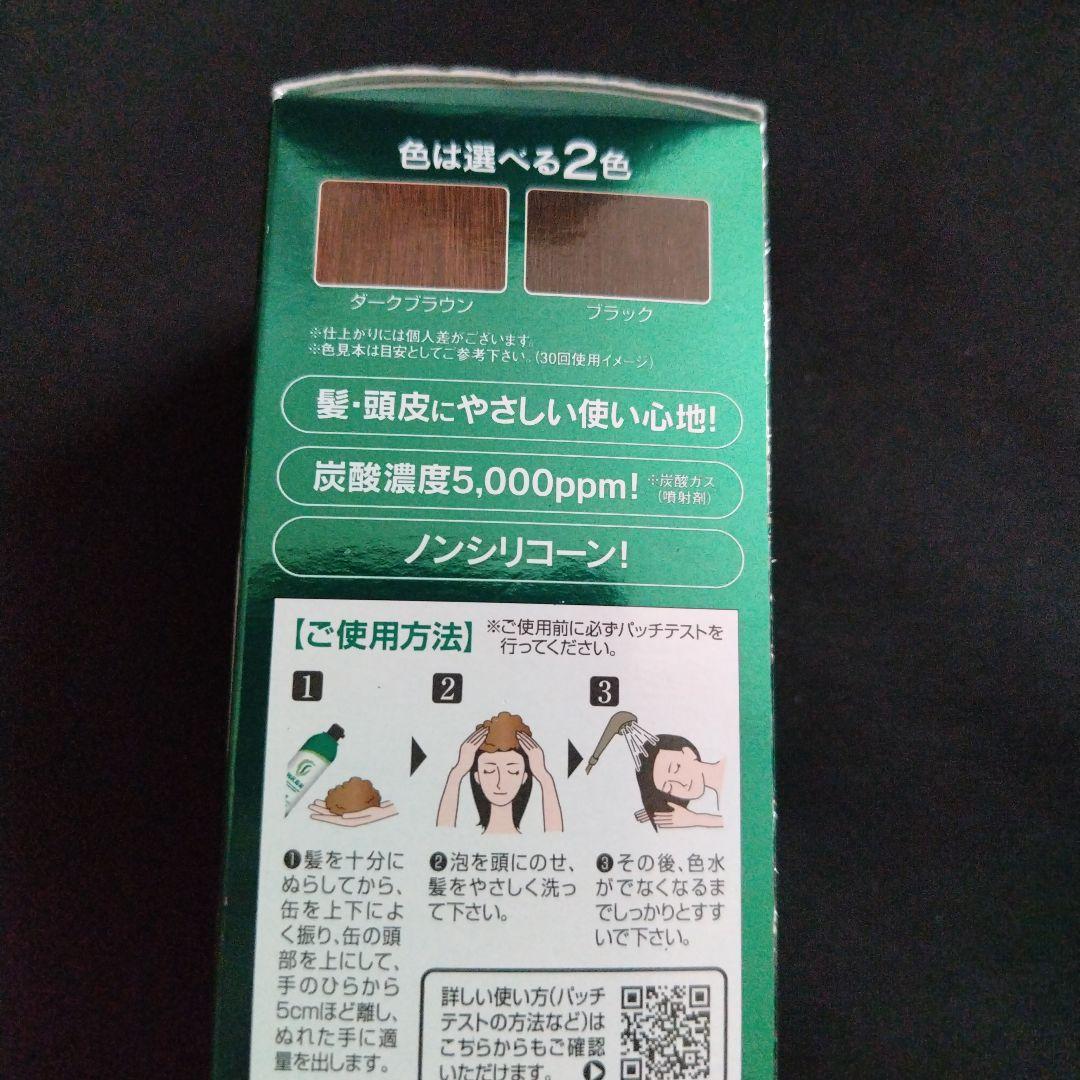 色は選べる2色
ダークブラウン
ブラック
※仕上がりには個人差がございます。
※色見本は目安としてご参考下さい。(30回使用イメージ)
髪・頭皮にやさしい使い心地!
炭酸濃度5,000ppm! ※炭酸ガス
(噴射剤)
ノンシリコーン!
【ご使用方法】 ※ご使用前に必ずパッチテストを
行ってください。
1
2
3
❶髪を十分に
ぬらしてから、
缶を上下によ
く振り、缶の頭
部を上にして、
手のひらから
5cmほど離し、
ぬれた手に適
量を出します。
❷泡を頭にのせ、
髪をやさしく洗っ
て下さい。
❸その後、色水
がでなくなるま
でしっかりとすす
いで下さい。
詳しい使い方(パッチ
テストの方法など)は
こちらからもご確認
いただけます。